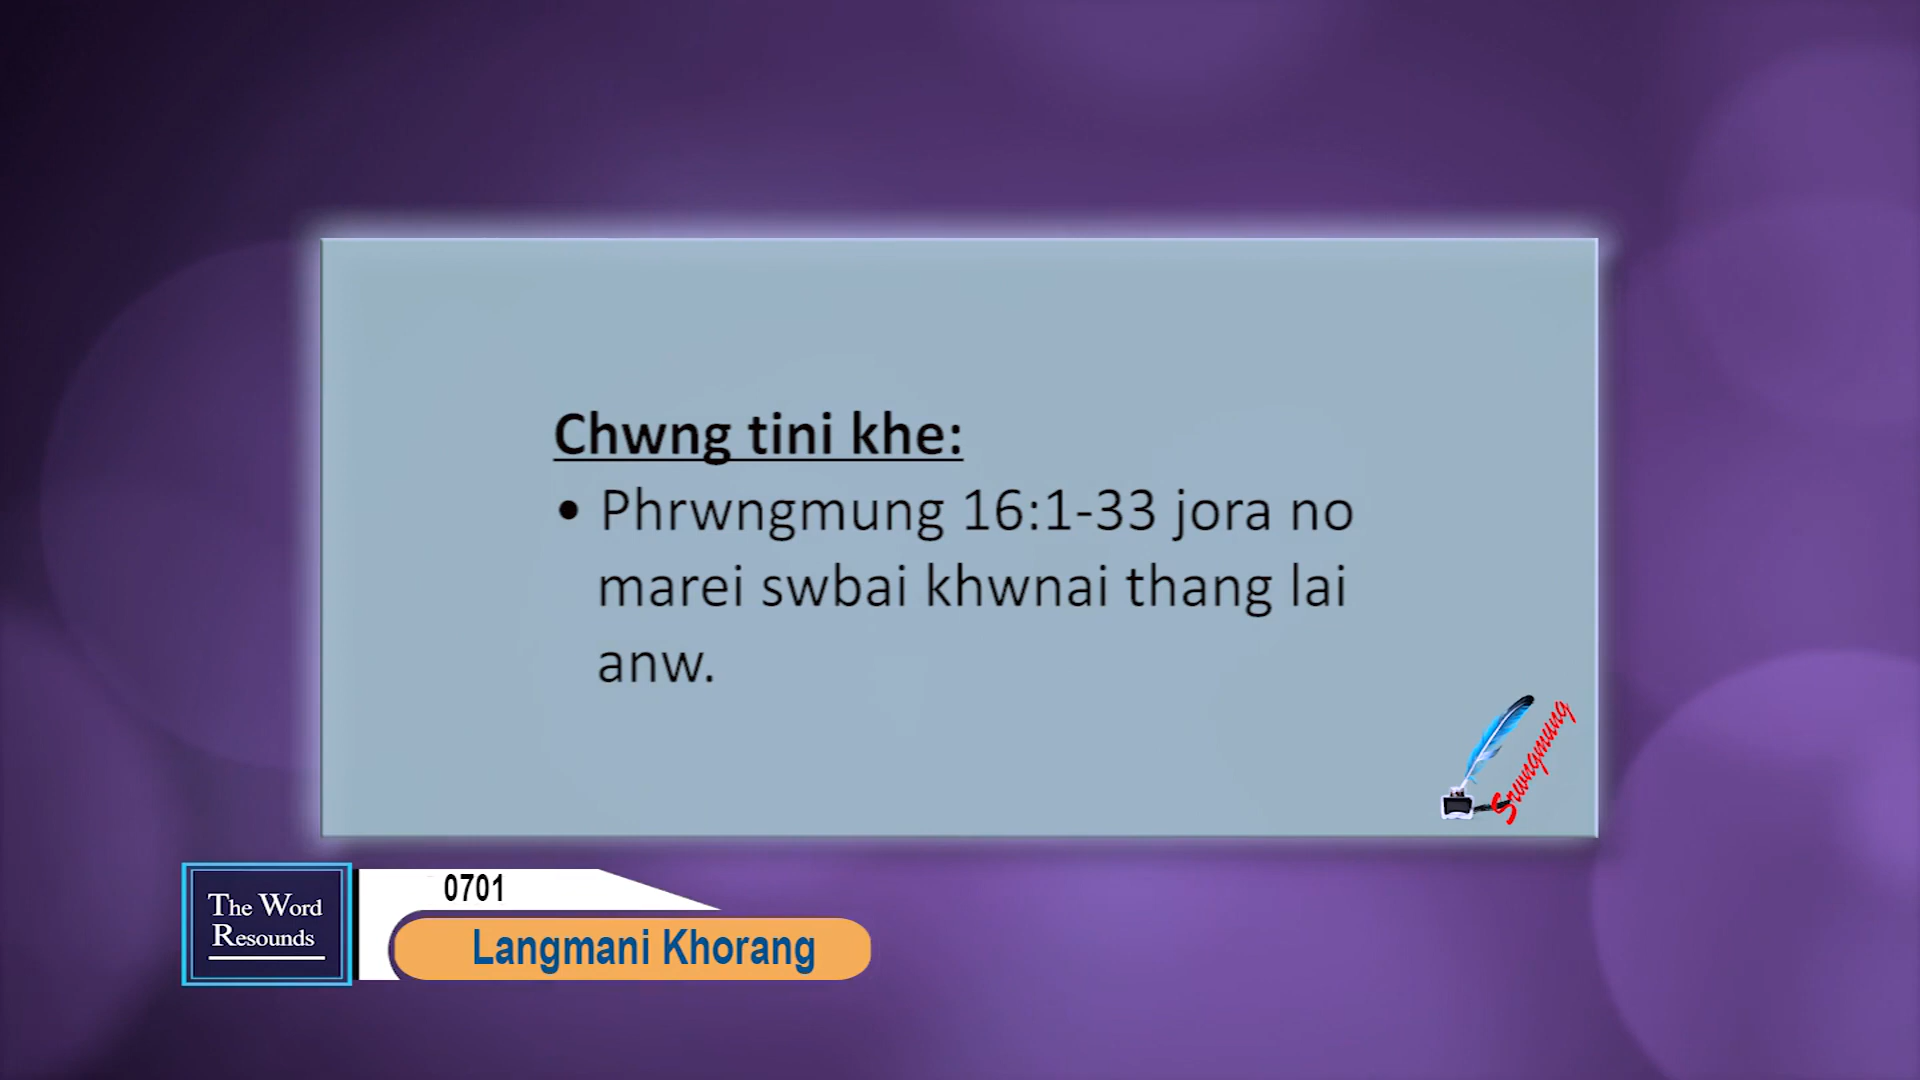 Chwng tini khe:
• Phrwngmung 16:1-33 jora no
marei swbai khwnai thang lai
anw.
Srwngmung
The Word
Resounds
0701
Langmani Khorang